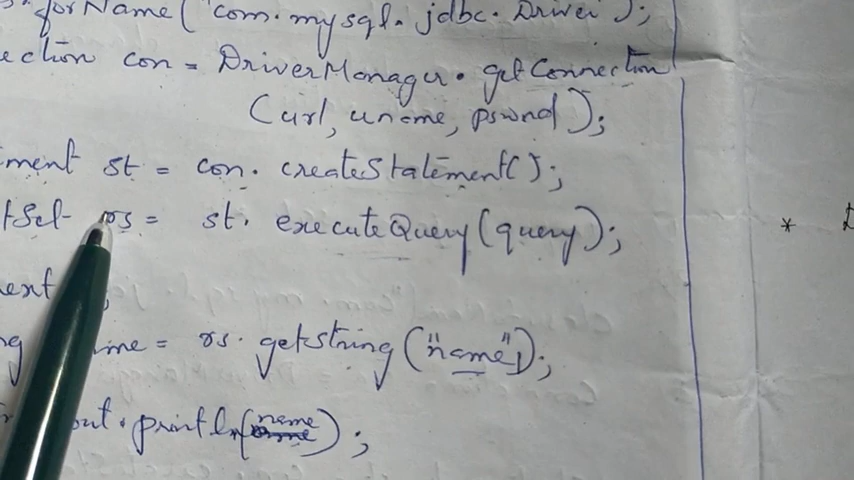 forName("com.mysql.jdbc.Driver");
ection con = DriverManager.getConnection
(url, uname, pswnd);
ment st = con.createStatement();
tSet rs = st.executeQuery(query);
ext ;
g me = rs.getString("name");
out.println(name);
*